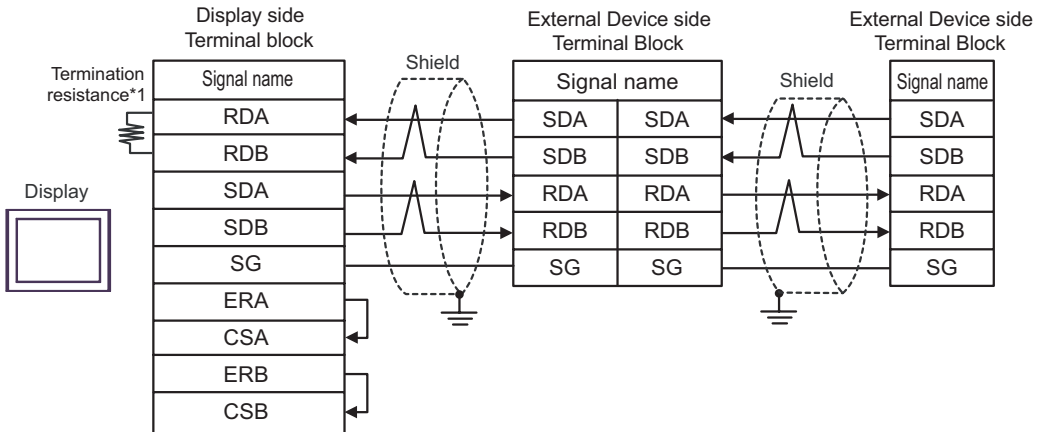 Display side
Terminal block
External Device side
Terminal Block
External Device side
Terminal Block
Termination
resistance*1
Signal name
Shield
Signal name
Shield
Signal name
RDA
SDA SDA
SDA
RDB
SDB SDB
SDB
Display
SDA
RDA RDA
RDA
SDB
RDB RDB
RDB
SG
SG SG
SG
ERA
CSA
ERB
CSB